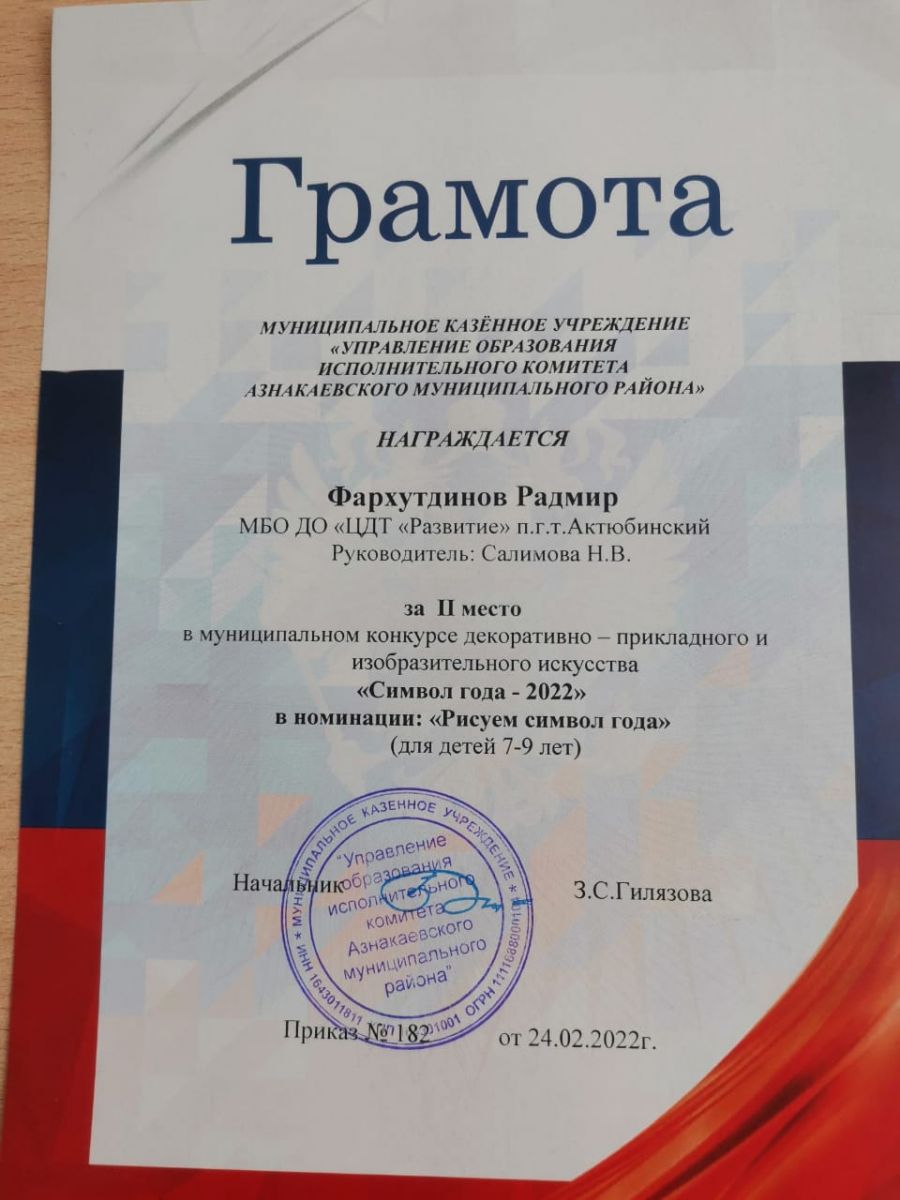 Грамота
МУНИЦИПАЛЬНОЕ КАЗЁННОЕ УЧРЕЖДЕНИЕ
«УПРАВЛЕНИЕ ОБРАЗОВАНИЯ
ИСПОЛНИТЕЛЬНОГО КОМИТЕТА
АЗНАКАЕВСКОГО МУНИЦИПАЛЬНОГО РАЙОНА»
НАГРАЖДАЕТСЯ
Фархутдинов Радмир
МБО ДО «ЦДТ «Развитие» п.г.т.Актюбинский
Руководитель: Салимова Н.В.
за II место
в муниципальном конкурсе декоративно – прикладного и
изобразительного искусства
«Символ года - 2022»
в номинации: «Рисуем символ года»
(для детей 7-9 лет)
Начальник З.С.Гилязова
* МУНИЦИПАЛЬНОЕ КАЗЕННОЕ УЧРЕЖДЕНИЕ *
"Управление
образования
исполнительного
комитета
Азнакаевского
муниципального
района"
ИНН 1643011811
ОГРН
Приказ № 182 от 24.02.2022г.